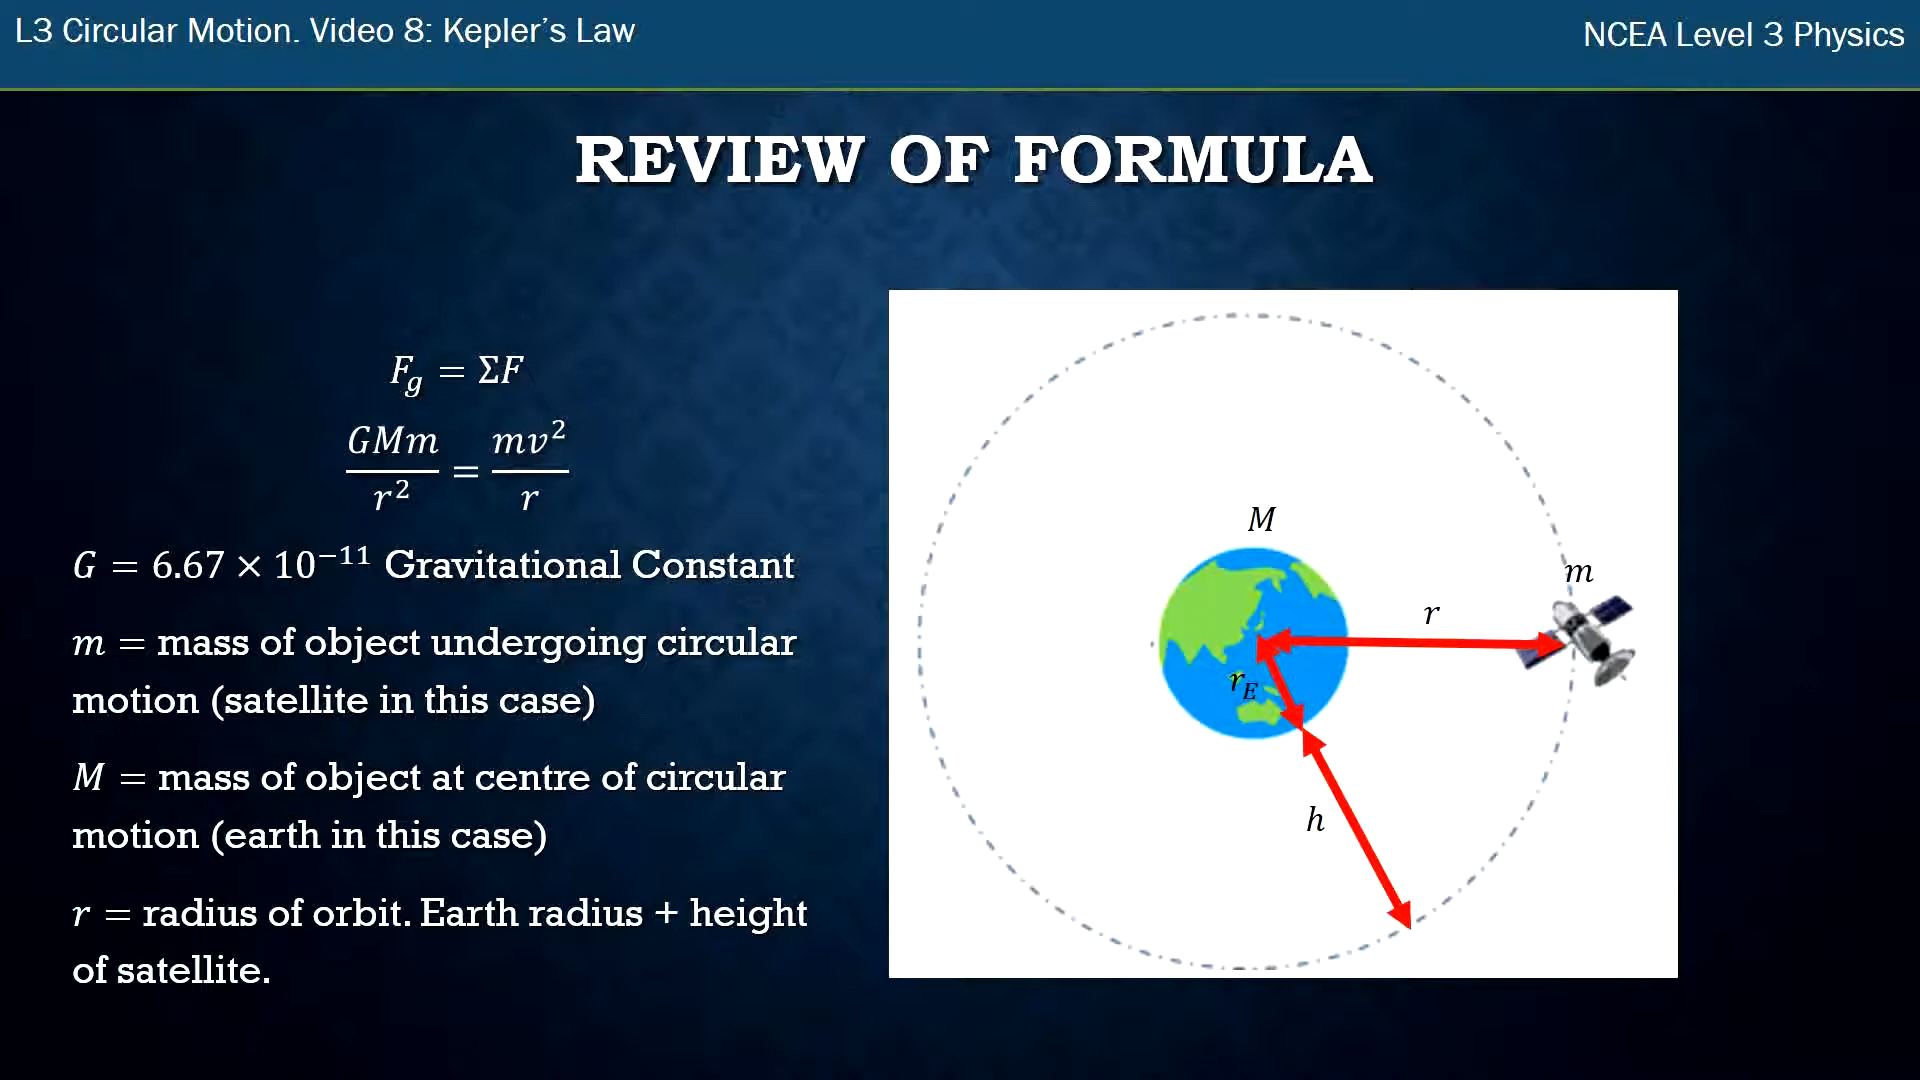 L3 Circular Motion. Video 8: Kepler's Law
NCEA Level 3 Physics
REVIEW OF FORMULA
F_g = ΣF
GMm/r² = mv²/r
G = 6.67 × 10⁻¹¹ Gravitational Constant
m = mass of object undergoing circular
motion (satellite in this case)
M = mass of object at centre of circular
motion (earth in this case)
r = radius of orbit. Earth radius + height
of satellite.
M
m
r
r_E
h